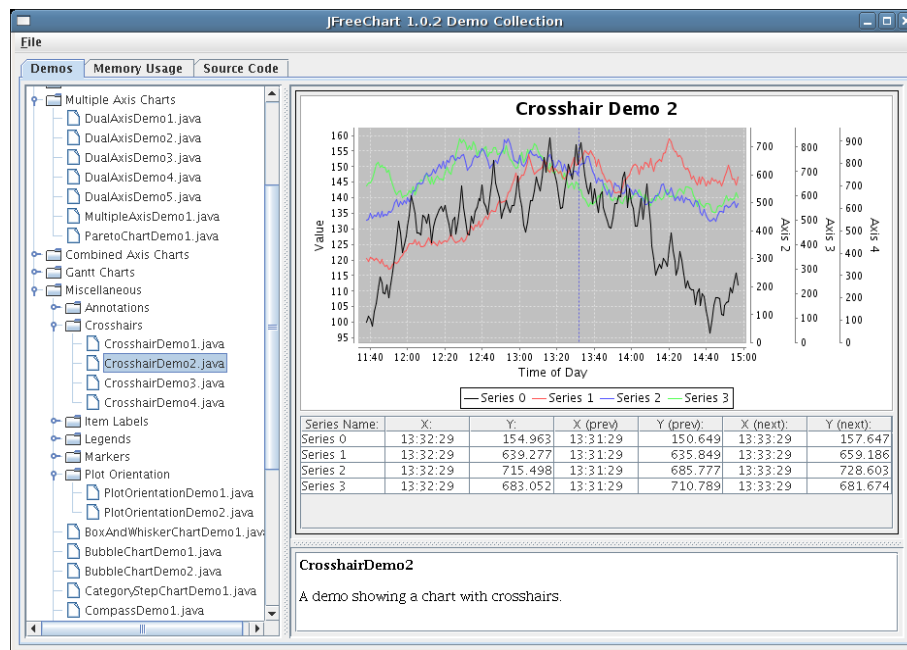 JFreeChart 1.0.2 Demo Collection
File
Demos Memory Usage Source Code
Multiple Axis Charts
DualAxisDemo1.java
DualAxisDemo2.java
DualAxisDemo3.java
DualAxisDemo4.java
DualAxisDemo5.java
MultipleAxisDemo1.java
ParetoChartDemo1.java
Combined Axis Charts
Gantt Charts
Miscellaneous
Annotations
Crosshairs
CrosshairDemo1.java
CrosshairDemo2.java
CrosshairDemo3.java
CrosshairDemo4.java
Item Labels
Legends
Markers
Plot Orientation
PlotOrientationDemo1.java
PlotOrientationDemo2.java
BoxAndWhiskerChartDemo1.jav
BubbleChartDemo1.java
BubbleChartDemo2.java
CategoryStepChartDemo1.java
CompassDemo1.java
Crosshair Demo 2
Value
160
155
150
145
140
135
130
125
120
115
110
105
100
95
700
600
500
400
300
200
100
0
Axis 2
800
700
600
500
400
300
200
100
0
Axis 3
900
800
700
600
500
400
300
200
100
0
Axis 4
11:40 12:00 12:20 12:40 13:00 13:20 13:40 14:00 14:20 14:40 15:00
Time of Day
Series 0 Series 1 Series 2 Series 3
Series Name: X: Y: X (prev) Y (prev): X (next): Y (next):
Series 0 13:32:29 154.963 13:31:29 150.649 13:33:29 157.647
Series 1 13:32:29 639.277 13:31:29 635.849 13:33:29 659.186
Series 2 13:32:29 715.498 13:31:29 685.777 13:33:29 728.603
Series 3 13:32:29 683.052 13:31:29 710.789 13:33:29 681.674
CrosshairDemo2
A demo showing a chart with crosshairs.